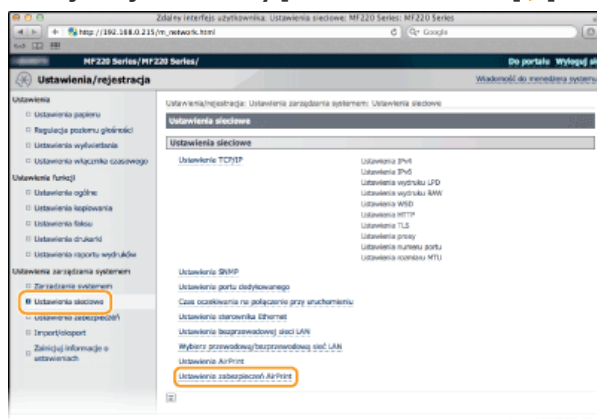 Zdalny interfejs użytkownika: Ustawienia sieciowe: MF220 Series: MF220 Series
http://192.168.0.215/m_network.html
Google
MF220 Series/MF220 Series/
Do portalu Wyloguj się
Ustawienia/rejestracja
Wiadomość do menedżera systemu
Ustawienia
Ustawienia papieru
Regulacja poziomu głośności
Ustawienia wyświetlania
Ustawienia włącznika czasowego
Ustawienia funkcji
Ustawienia ogólne
Ustawienia kopiowania
Ustawienia faksu
Ustawienia drukarki
Ustawienia raportu wydruków
Ustawienia zarządzania systemem
Zarządzanie systemem
Ustawienia sieciowe
Ustawienia zabezpieczeń
Import/eksport
Zainicjuj informacje o
ustawieniach
Ustawienia/rejestracja: Ustawienia zarządzania systemem: Ustawienia sieciowe
Ustawienia sieciowe
Ustawienia sieciowe
Ustawienia TCP/IP
Ustawienia IPv4
Ustawienia IPv6
Ustawienia wydruku LPD
Ustawienia wydruku RAW
Ustawienia WSD
Ustawienia HTTP
Ustawienia TLS
Ustawienia proxy
Ustawienia numeru portu
Ustawienia rozmiaru MTU
Ustawienia SNMP
Ustawienia portu dedykowanego
Czas oczekiwania na połączenie przy uruchomieniu
Ustawienia sterownika Ethernet
Ustawienia bezprzewodowej sieci LAN
Wybierz przewodową/bezprzewodową sieć LAN
Ustawienia AirPrint
Ustawienia zabezpieczeń AirPrint